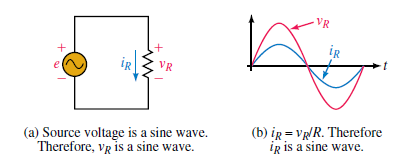 +
+
e
iR
vR
−
−
vR
iR
t
(a) Source voltage is a sine wave.
Therefore, vR is a sine wave.
(b) iR = vR/R. Therefore
iR is a sine wave.